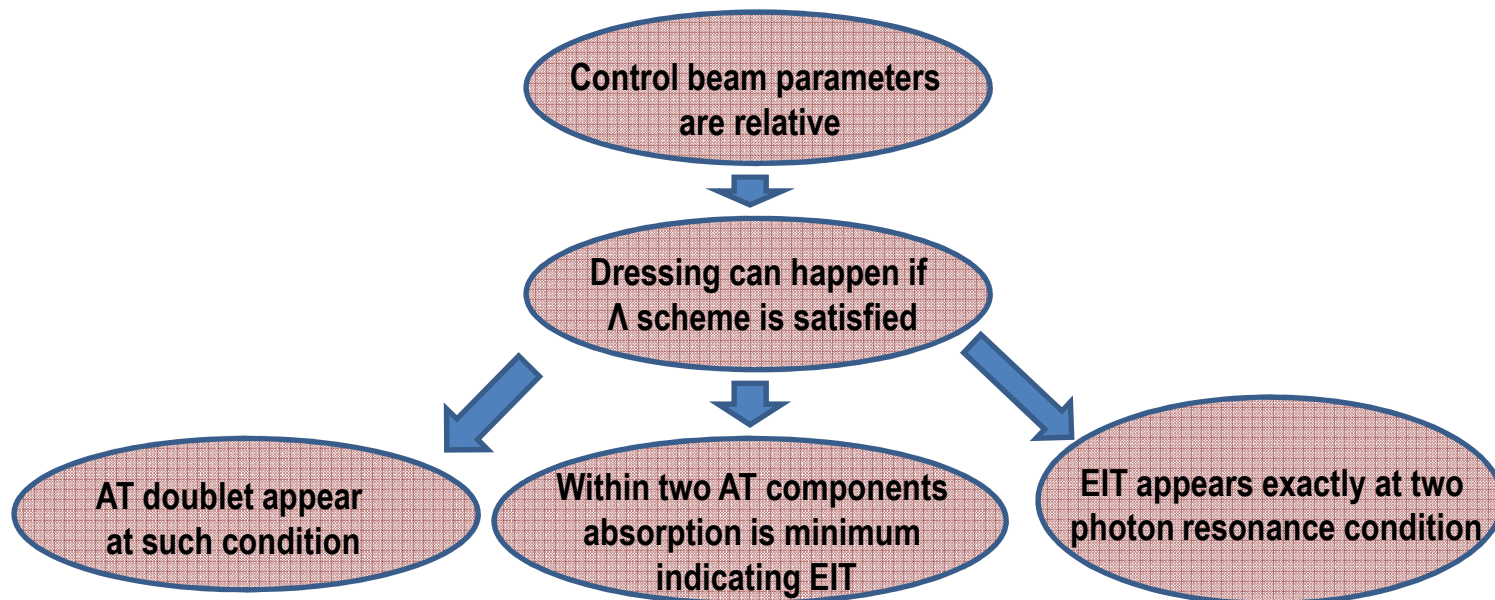 Control beam parameters
are relative
Dressing can happen if
Λ scheme is satisfied
AT doublet appear
at such condition
Within two AT components
absorption is minimum
indicating EIT
EIT appears exactly at two
photon resonance condition